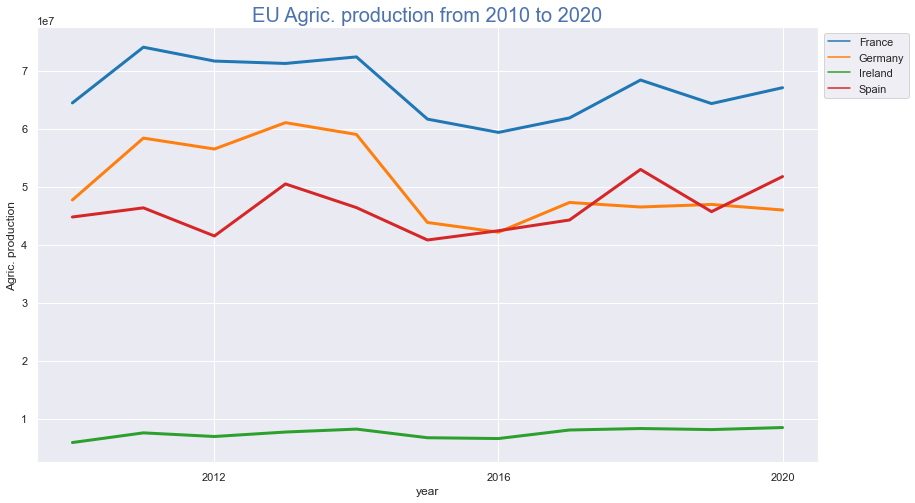 EU Agric. production from 2010 to 2020
1e7
France
Germany
Ireland
Spain
7
6
5
4
3
2
1
Agric. production
2012
2016
2020
year